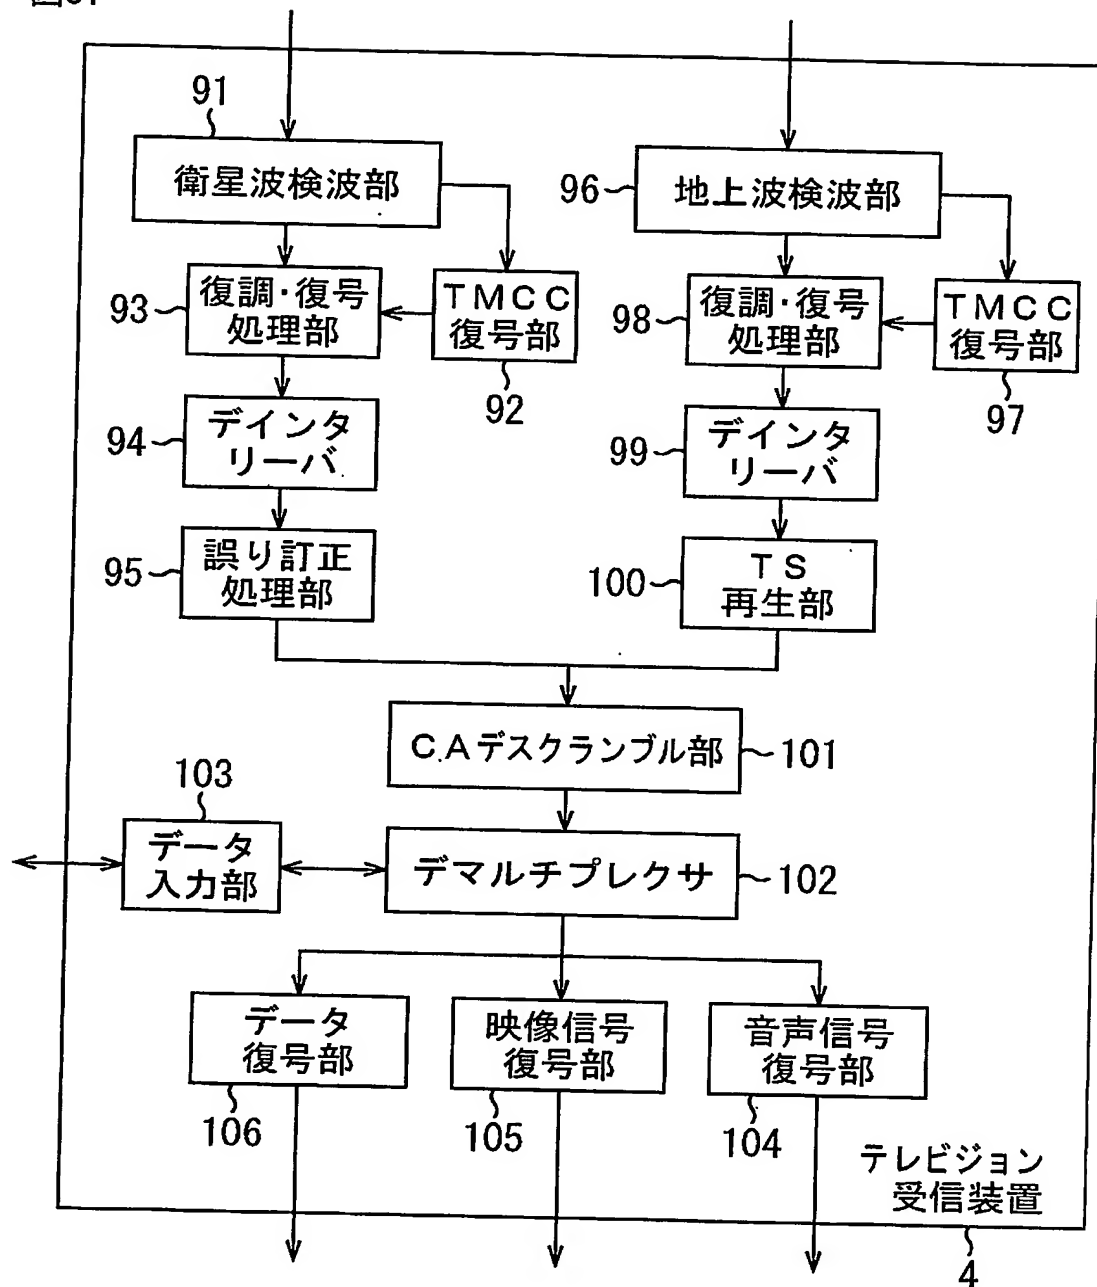 91
衛星波検波部
96
地上波検波部
93
復調・復号
処理部
TMCC
復号部
92
98
復調・復号
処理部
TMCC
復号部
97
94
デインタ
リーバ
99
デインタ
リーバ
95
誤り訂正
処理部
100
TS
再生部
C.Aデスクランブル部
101
103
データ
入力部
デマルチプレクサ
102
データ
復号部
106
映像信号
復号部
105
音声信号
復号部
104
テレビジョン
受信装置
4